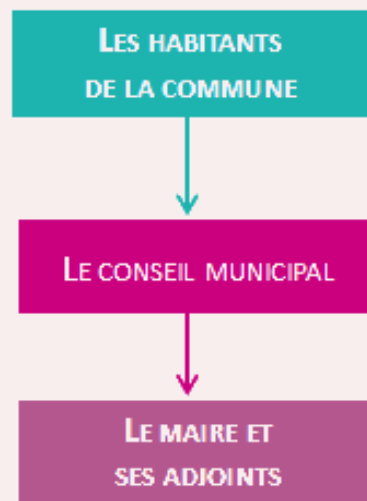 LES HABITANTS
DE LA COMMUNE
LE CONSEIL MUNICIPAL
LE MAIRE ET
SES ADJOINTS